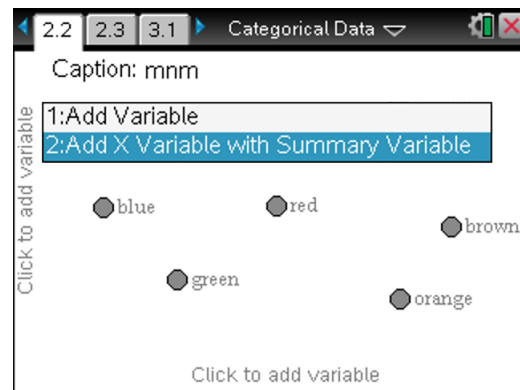 2.2 2.3 3.1 Categorical Data
Caption: mnm
Click to add variable
1:Add Variable
2:Add X Variable with Summary Variable
blue
red
brown
green
orange
Click to add variable